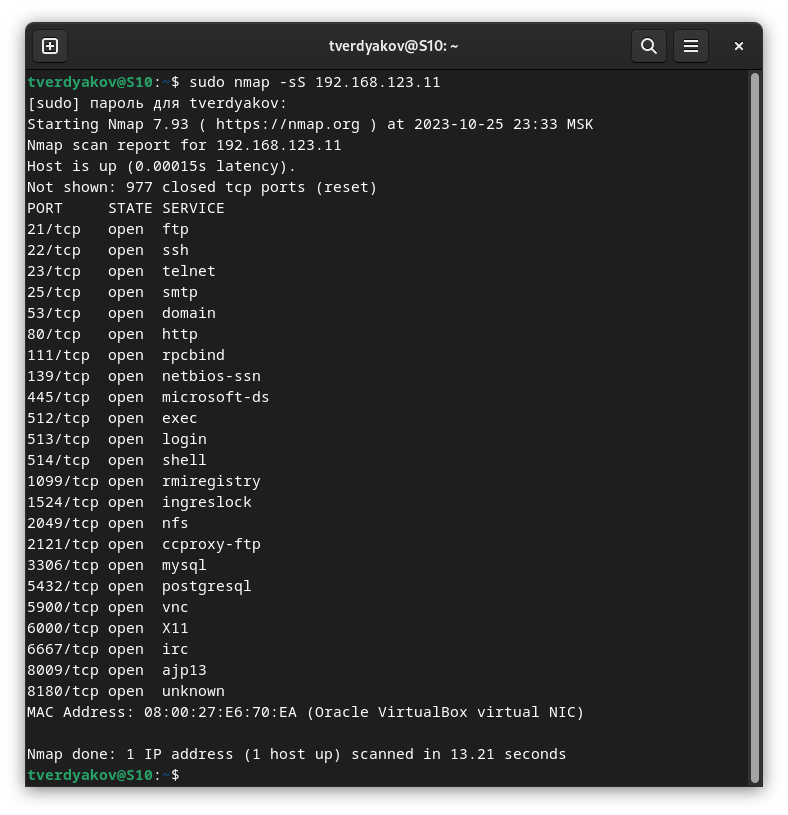 tverdyakov@S10: ~
tverdyakov@S10:~$ sudo nmap -sS 192.168.123.11
[sudo] пароль для tverdyakov:
Starting Nmap 7.93 ( https://nmap.org ) at 2023-10-25 23:33 MSK
Nmap scan report for 192.168.123.11
Host is up (0.00015s latency).
Not shown: 977 closed tcp ports (reset)
PORT     STATE SERVICE
21/tcp   open  ftp
22/tcp   open  ssh
23/tcp   open  telnet
25/tcp   open  smtp
53/tcp   open  domain
80/tcp   open  http
111/tcp  open  rpcbind
139/tcp  open  netbios-ssn
445/tcp  open  microsoft-ds
512/tcp  open  exec
513/tcp  open  login
514/tcp  open  shell
1099/tcp open  rmiregistry
1524/tcp open  ingreslock
2049/tcp open  nfs
2121/tcp open  ccproxy-ftp
3306/tcp open  mysql
5432/tcp open  postgresql
5900/tcp open  vnc
6000/tcp open  X11
6667/tcp open  irc
8009/tcp open  ajp13
8180/tcp open  unknown
MAC Address: 08:00:27:E6:70:EA (Oracle VirtualBox virtual NIC)
Nmap done: 1 IP address (1 host up) scanned in 13.21 seconds
tverdyakov@S10:~$